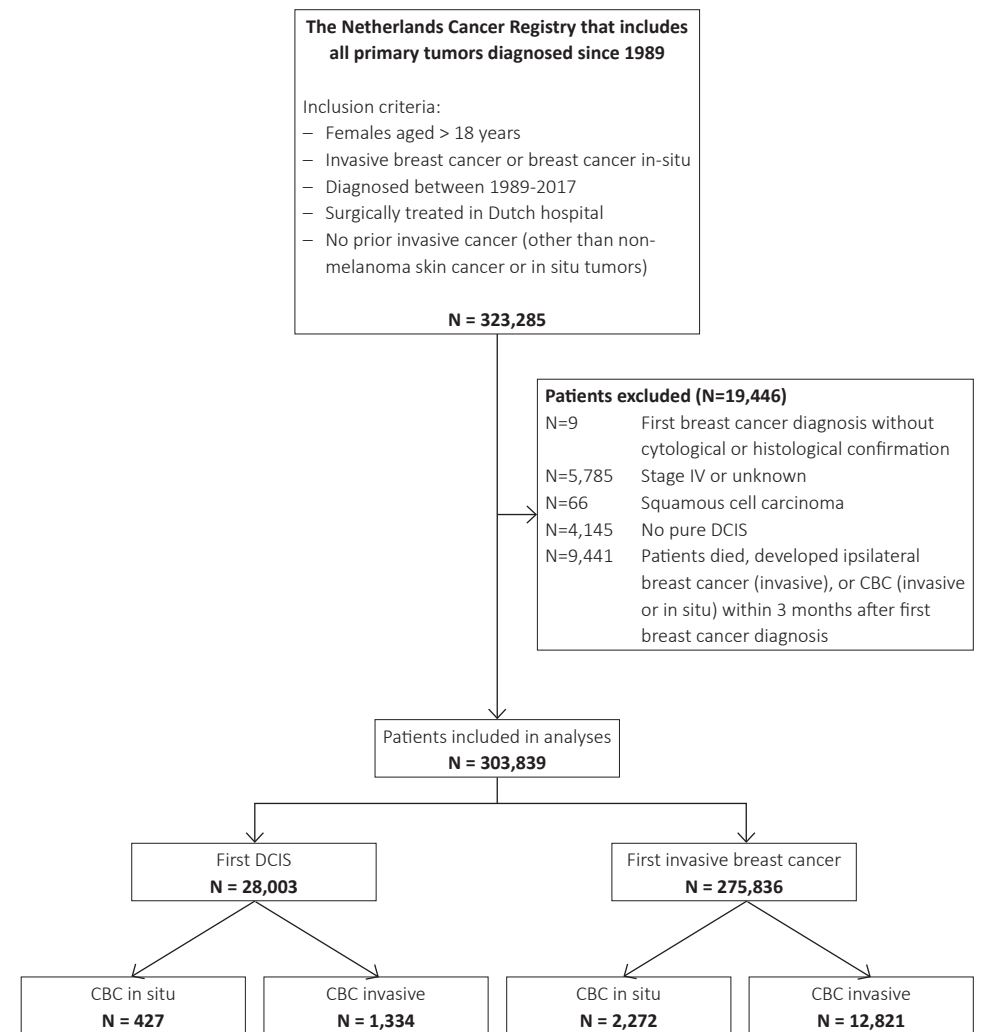 The Netherlands Cancer Registry that includes
all primary tumors diagnosed since 1989
Inclusion criteria:
– Females aged > 18 years
– Invasive breast cancer or breast cancer in-situ
– Diagnosed between 1989-2017
– Surgically treated in Dutch hospital
– No prior invasive cancer (other than non-
melanoma skin cancer or in situ tumors)
N = 323,285
Patients excluded (N=19,446)
N=9 First breast cancer diagnosis without
cytological or histological confirmation
N=5,785 Stage IV or unknown
N=66 Squamous cell carcinoma
N=4,145 No pure DCIS
N=9,441 Patients died, developed ipsilateral
breast cancer (invasive), or CBC (invasive
or in situ) within 3 months after first
breast cancer diagnosis
Patients included in analyses
N = 303,839
First DCIS
N = 28,003
First invasive breast cancer
N = 275,836
CBC in situ
N = 427
CBC invasive
N = 1,334
CBC in situ
N = 2,272
CBC invasive
N = 12,821